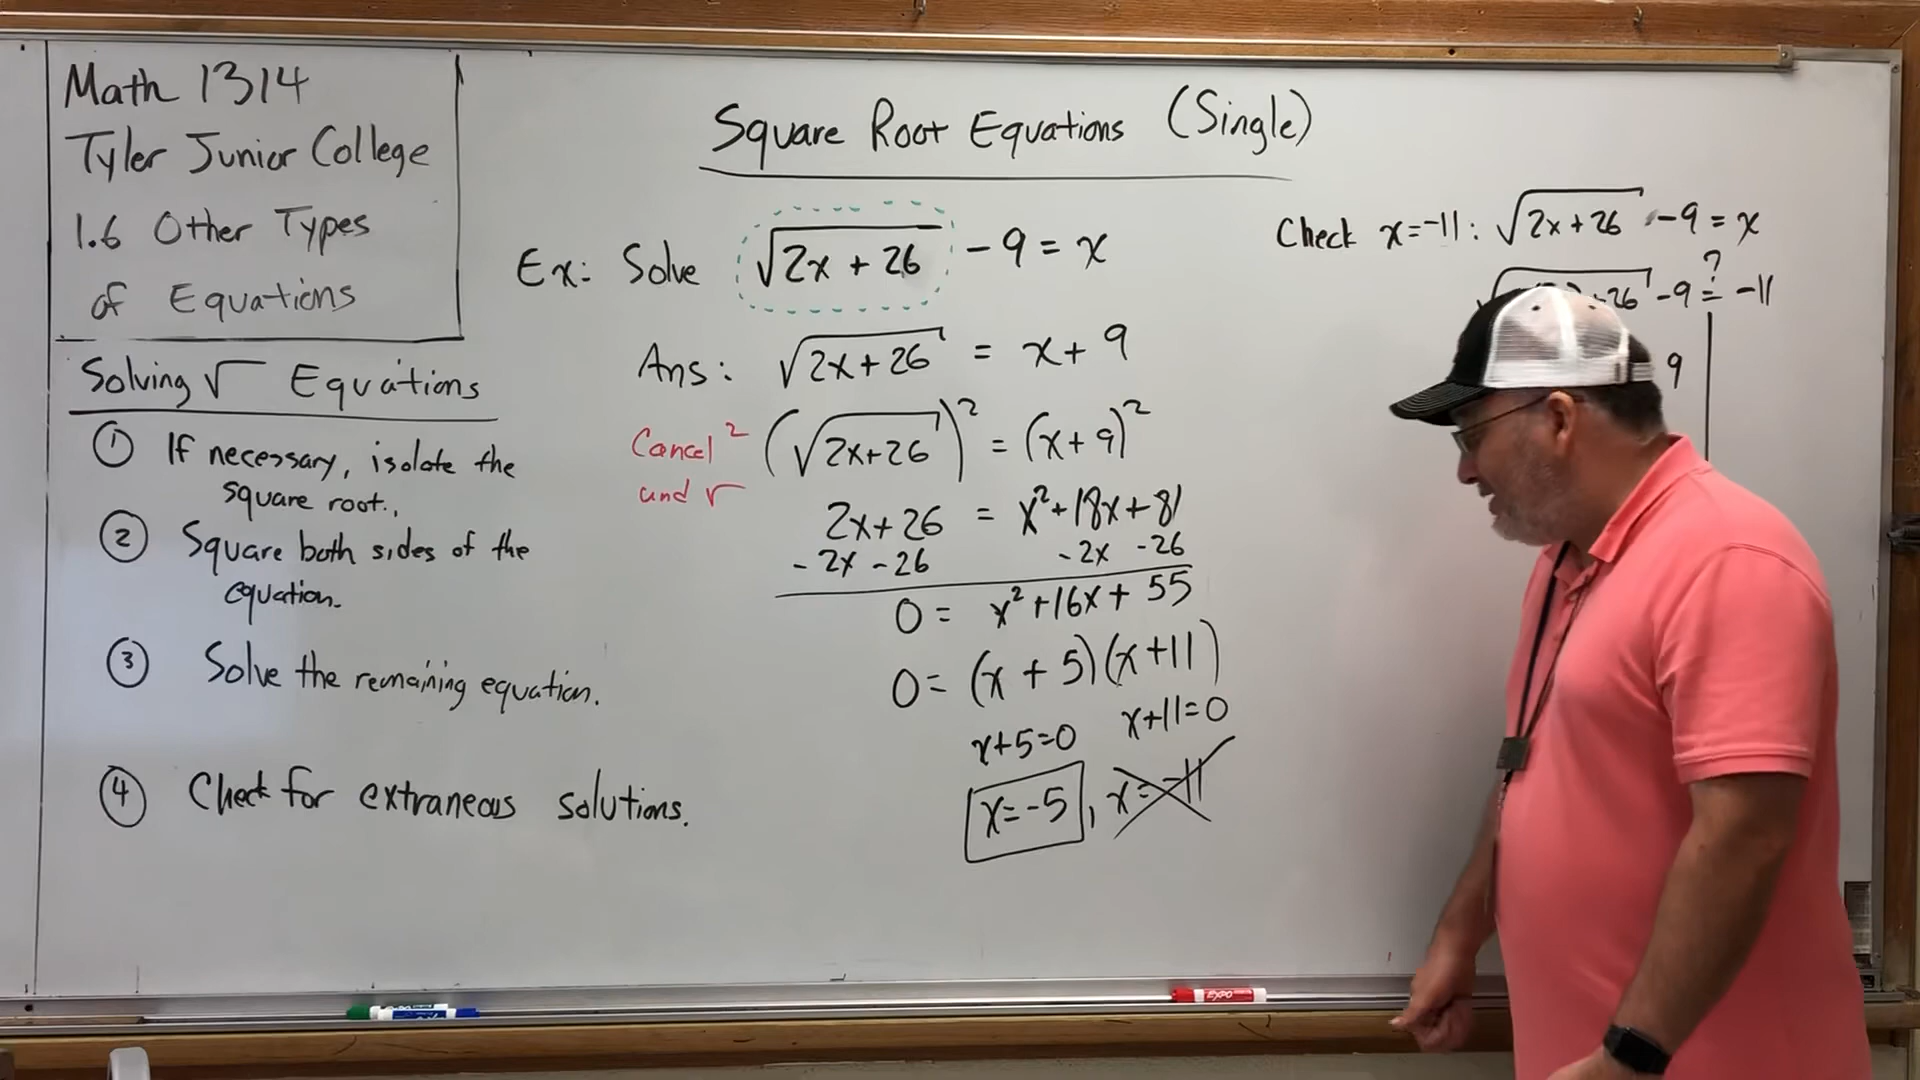 Math 1314
Tyler Junior College
1.6 Other Types
of Equations
Solving √ Equations
① If necessary, isolate the
square root.
② Square both sides of the
equation.
③ Solve the remaining equation.
④ Check for extraneous solutions.
Square Root Equations (Single)
Ex: Solve √(2x + 26) - 9 = x
Ans: √(2x + 26) = x + 9
Cancel ²
and √
(√(2x+26))² = (x + 9)²
2x + 26 = x² + 18x + 81
- 2x - 26 - 2x - 26
0 = x² + 16x + 55
0 = (x + 5)(x + 11)
x+5=0 x+11=0
x = -5, x = -11
Check x = -11: √(2x + 26) - 9 = x
26 - 9 ?= -11
9
EXPO